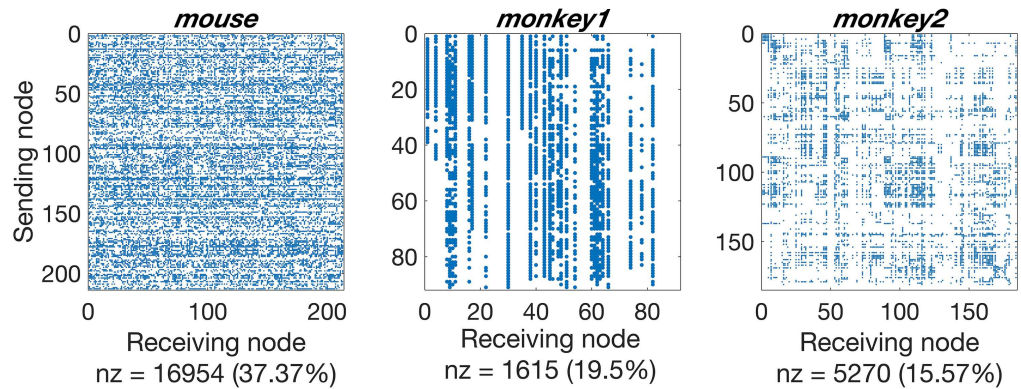 mouse
monkey1
monkey2
0
50
100
150
200
Sending node
0
100
200
Receiving node
nz = 16954 (37.37%)
0
20
40
60
80
0
20
40
60
80
Receiving node
nz = 1615 (19.5%)
0
50
100
150
0
50
100
150
Receiving node
nz = 5270 (15.57%)